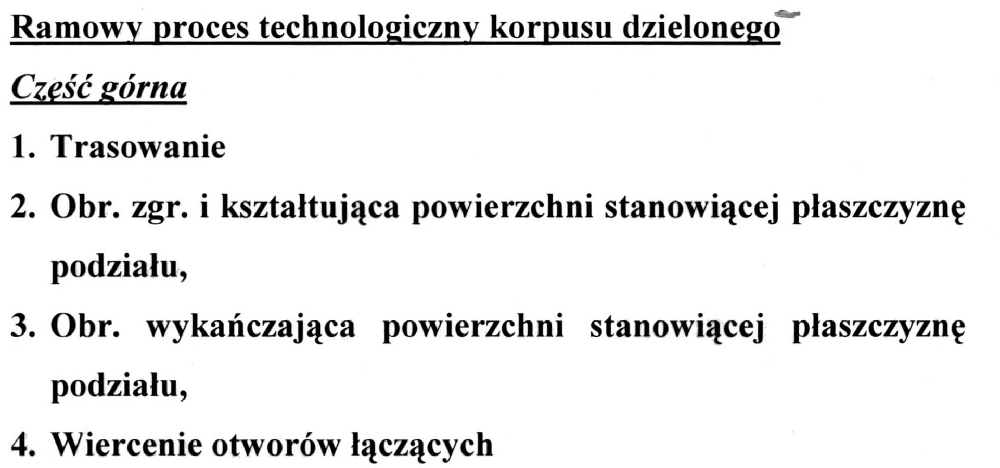 Ramowy proces technologiczny korpusu dzielonego
Część górna
1. Trasowanie
2. Obr. zgr. i kształtująca powierzchni stanowiącej płaszczyznę
podziału,
3. Obr. wykańczająca powierzchni stanowiącej płaszczyznę
podziału,
4. Wiercenie otworów łączących